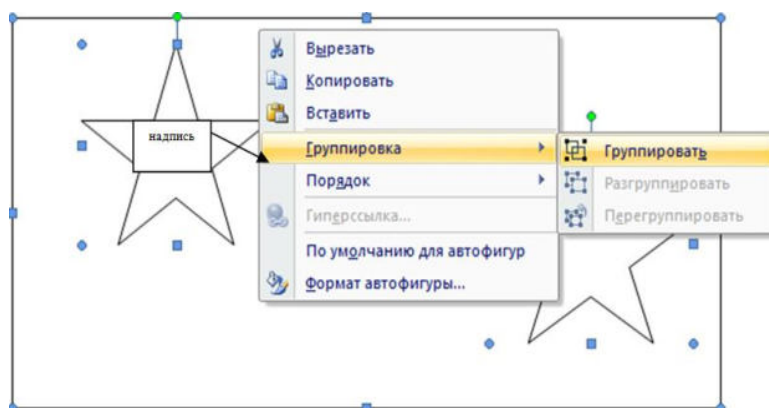 надпись
Вырезать
Копировать
Вставить
Группировка
Порядок
Гиперссылка...
По умолчанию для автофигур
Формат автофигуры...
Группировать
Разгруппировать
Перегруппировать